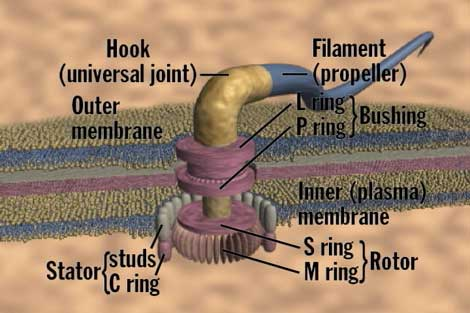 Hook
(universal joint)
Filament
(propeller)
Outer
membrane
L ring
P ring
Bushing
Inner (plasma)
membrane
Stator
studs
C ring
S ring
M ring
Rotor